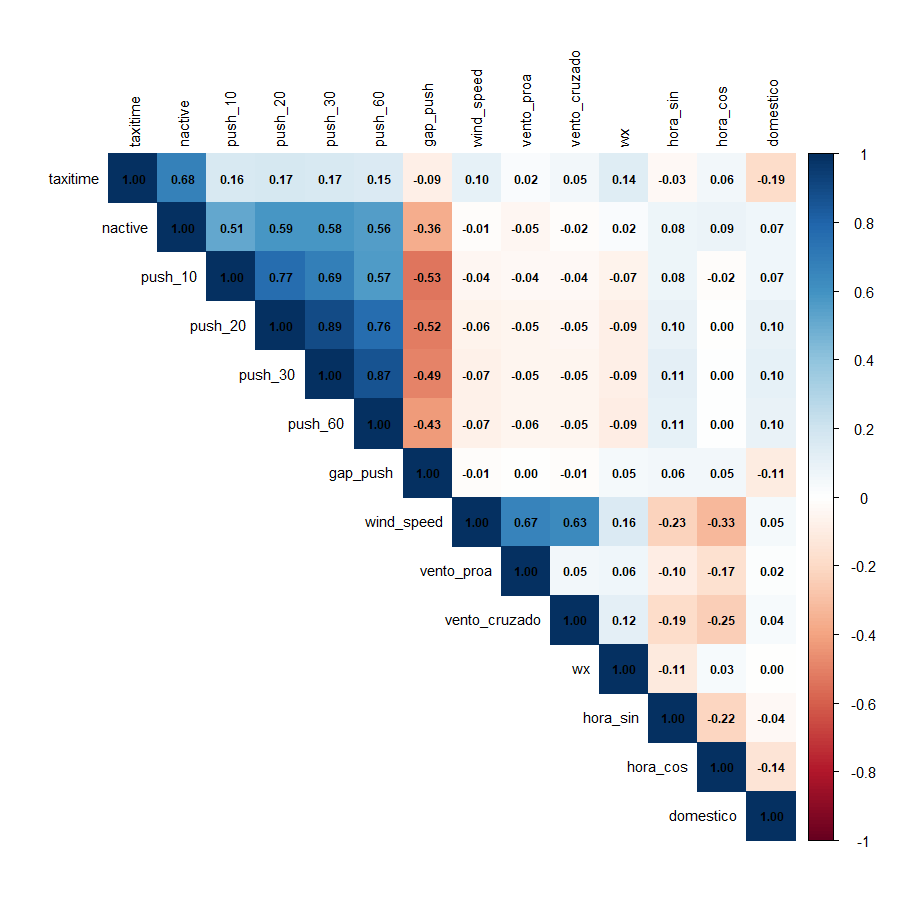 taxitime nactive push_10 push_20 push_30 push_60 gap_push wind_speed vento_proa vento_cruzado wx hora_sin hora_cos domestico
taxitime 1.00 0.68 0.16 0.17 0.17 0.15 -0.09 0.10 0.02 0.05 0.14 -0.03 0.06 -0.19 1
nactive 1.00 0.51 0.59 0.58 0.56 -0.36 -0.01 -0.05 -0.02 0.02 0.08 0.09 0.07 0.8
push_10 1.00 0.77 0.69 0.57 -0.53 -0.04 -0.04 -0.04 -0.07 0.08 -0.02 0.07 0.6
push_20 1.00 0.89 0.76 -0.52 -0.06 -0.05 -0.05 -0.09 0.10 0.00 0.10
push_30 1.00 0.87 -0.49 -0.07 -0.05 -0.05 -0.09 0.11 0.00 0.10 0.4
push_60 1.00 -0.43 -0.07 -0.06 -0.05 -0.09 0.11 0.00 0.10 0.2
gap_push 1.00 -0.01 0.00 -0.01 0.05 0.06 0.05 -0.11 0
wind_speed 1.00 0.67 0.63 0.16 -0.23 -0.33 0.05
vento_proa 1.00 0.05 0.06 -0.10 -0.17 0.02 -0.2
vento_cruzado 1.00 0.12 -0.19 -0.25 0.04 -0.4
wx 1.00 -0.11 0.03 0.00
hora_sin 1.00 -0.22 -0.04 -0.6
hora_cos 1.00 -0.14 -0.8
domestico 1.00 -1